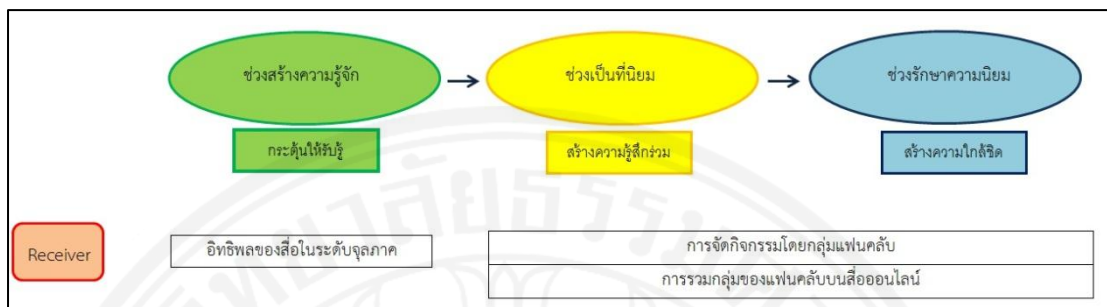 ช่วงสร้างความรู้จัก
ช่วงเป็นที่นิยม
ช่วงรักษาความนิยม
กระตุ้นให้รับรู้
สร้างความรู้สึกร่วม
สร้างความใกล้ชิด
Receiver
อิทธิพลของสื่อในระดับจุลภาค
การจัดกิจกรรมโดยกลุ่มแฟนคลับ
การรวมกลุ่มของแฟนคลับบนสื่อออนไลน์